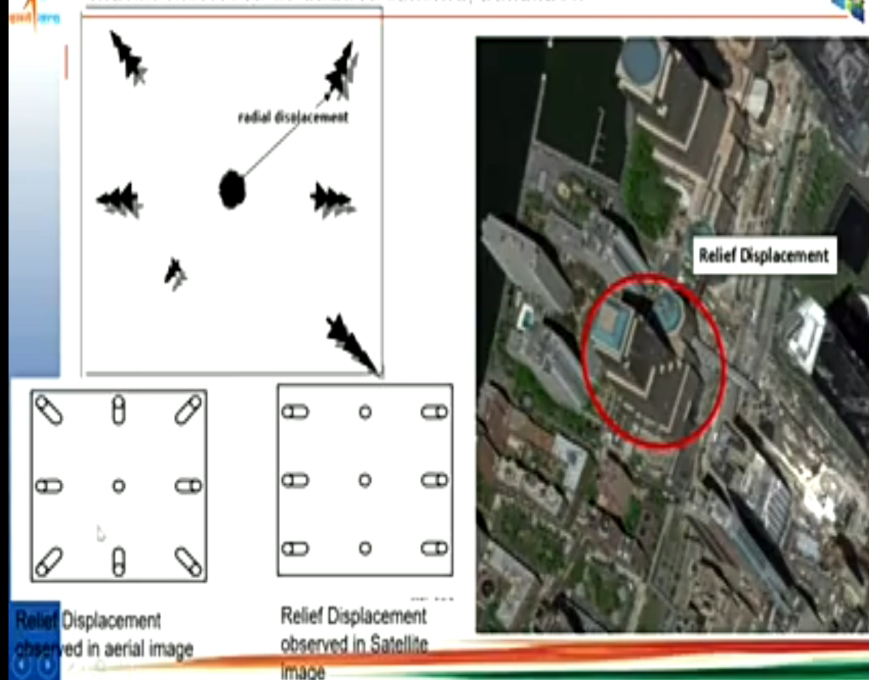 radial displacement
Relief Displacement
Relief Displacement
observed in aerial image
Relief Displacement
observed in Satellite
image